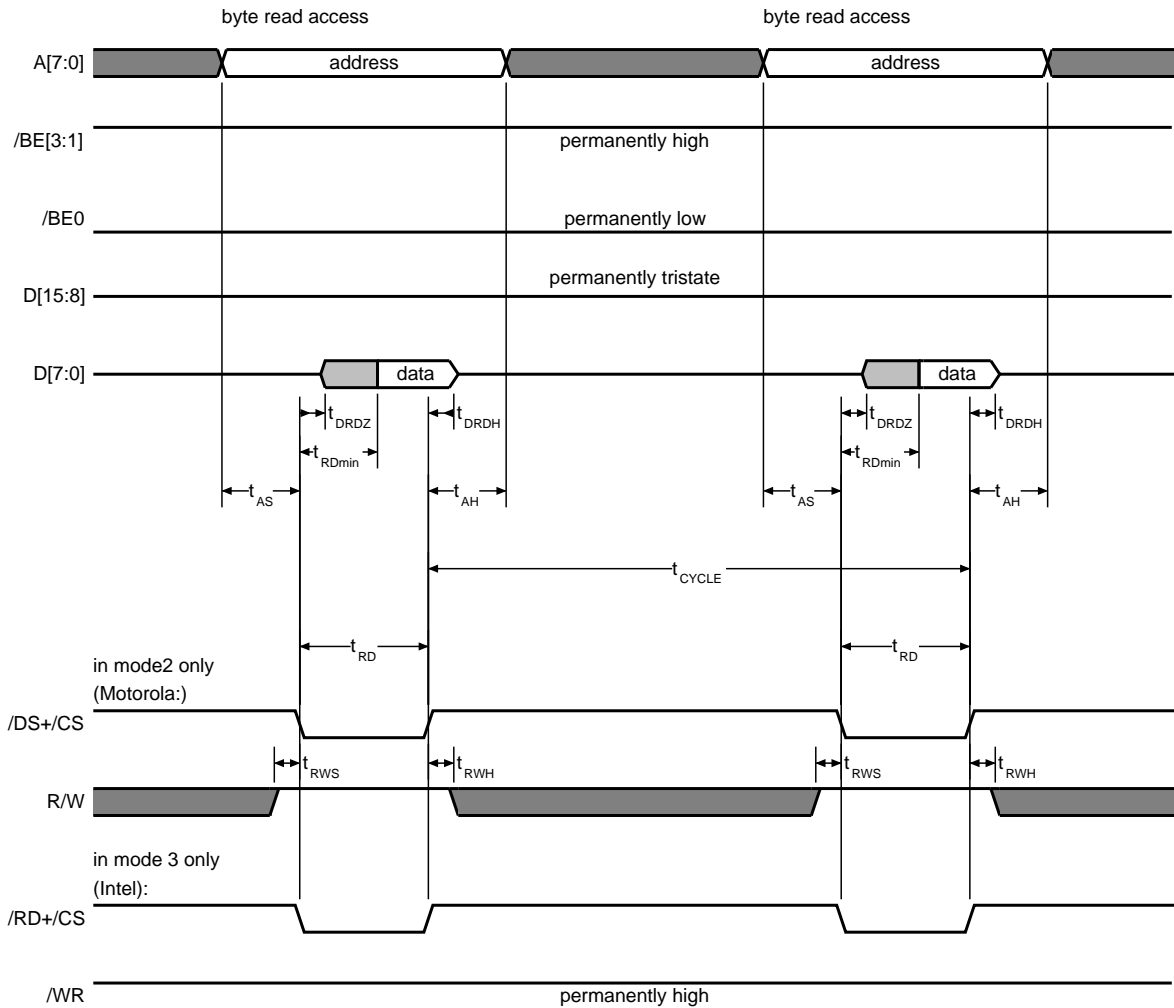 byte read access byte read access
A[7:0] address address
/BE[3:1] permanently high
/BE0 permanently low
D[15:8] permanently tristate
D[7:0] data data
tDRDZ tDRDH tDRDZ tDRDH
tRDmin tRDmin
tAS tAH tAS tAH
tCYCLE
tRD tRD
in mode2 only
(Motorola:)
/DS+/CS
tRWS tRWH tRWS tRWH
R/W
in mode 3 only
(Intel):
/RD+/CS
/WR permanently high